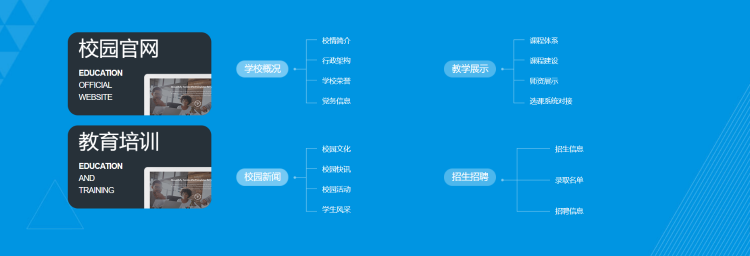 校园官网
EDUCATION
OFFICIAL
WEBSITE
教育培训
EDUCATION
AND
TRAINING
学校概况
校情简介
行政架构
学校荣誉
党务信息
校园新闻
校园文化
校园快讯
校园活动
学生风采
教学展示
课程体系
课程建设
师资展示
选课系统对接
招生招聘
招生信息
录取名单
招聘信息